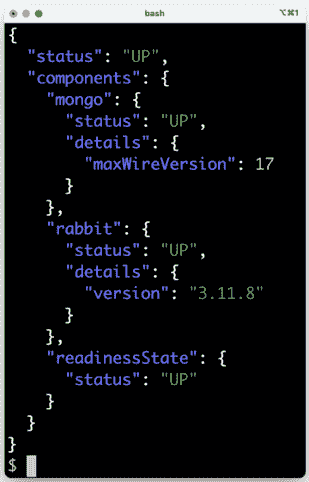 bash
⌥⌘1
{
  "status": "UP",
  "components": {
    "mongo": {
      "status": "UP",
      "details": {
        "maxWireVersion": 17
      }
    },
    "rabbit": {
      "status": "UP",
      "details": {
        "version": "3.11.8"
      }
    },
    "readinessState": {
      "status": "UP"
    }
  }
}
$